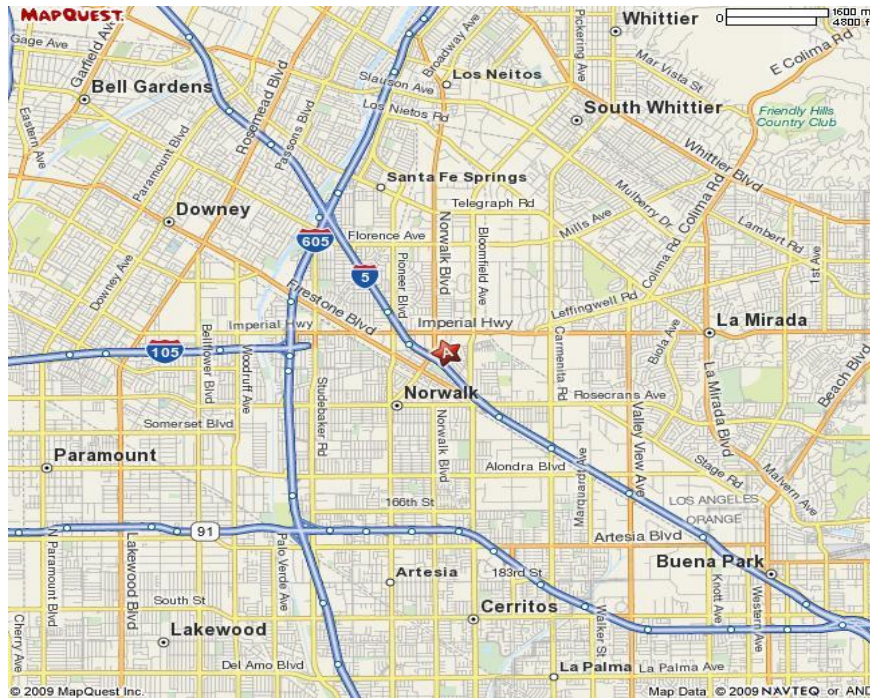 MAPQUEST.
0
1600 m
4800 f
Whittier
Garfield Ave
Gage Ave
Pickering Ave
Broadway Ave
E Colima Rd
Mar Vista St
Los Neitos
Bell Gardens
Slauson Ave
Los Nietos Rd
South Whittier
Friendly Hills
Country Club
Rosemead Blvd
Passons Blvd
Eastern Ave
Paramount Blvd
Whittier Blvd
Santa Fe Springs
Telegraph Rd
Mulberry Dr
Colima Rd
Downey
Mills Ave
Lambert Rd
Florence Ave
605
Norwalk Blvd
Bloomfield Ave
Colima Rd
1st Ave
5
Pioneer Blvd
Downey Ave
Firestone Blvd
Leffingwell Rd
Imperial Hwy
Imperial Hwy
La Mirada
105
Bellflower Blvd
Woodruff Ave
A
Carmenita Rd
Biola Ave
Beach Blvd
Studebaker Rd
Norwalk
Rosecrans Ave
La Mirada Blvd
Somerset Blvd
Norwalk Blvd
Valley View Ave
Paramount
Alondra Blvd
Stage Rd
Malvern Ave
Marquardt Ave
166th St
LOS ANGELES
ORANGE
91
Artesia Blvd
N Paramount Blvd
Lakewood Blvd
Palo Verde Ave
Artesia
183rd St
Buena Park
Knott Ave
Western Ave
South St
Cerritos
Walker St
Cherry Ave
Lakewood
Del Amo Blvd
La Palma
La Palma Ave
© 2009 MapQuest Inc.
Map Data © 2009 NAVTEQ or AND